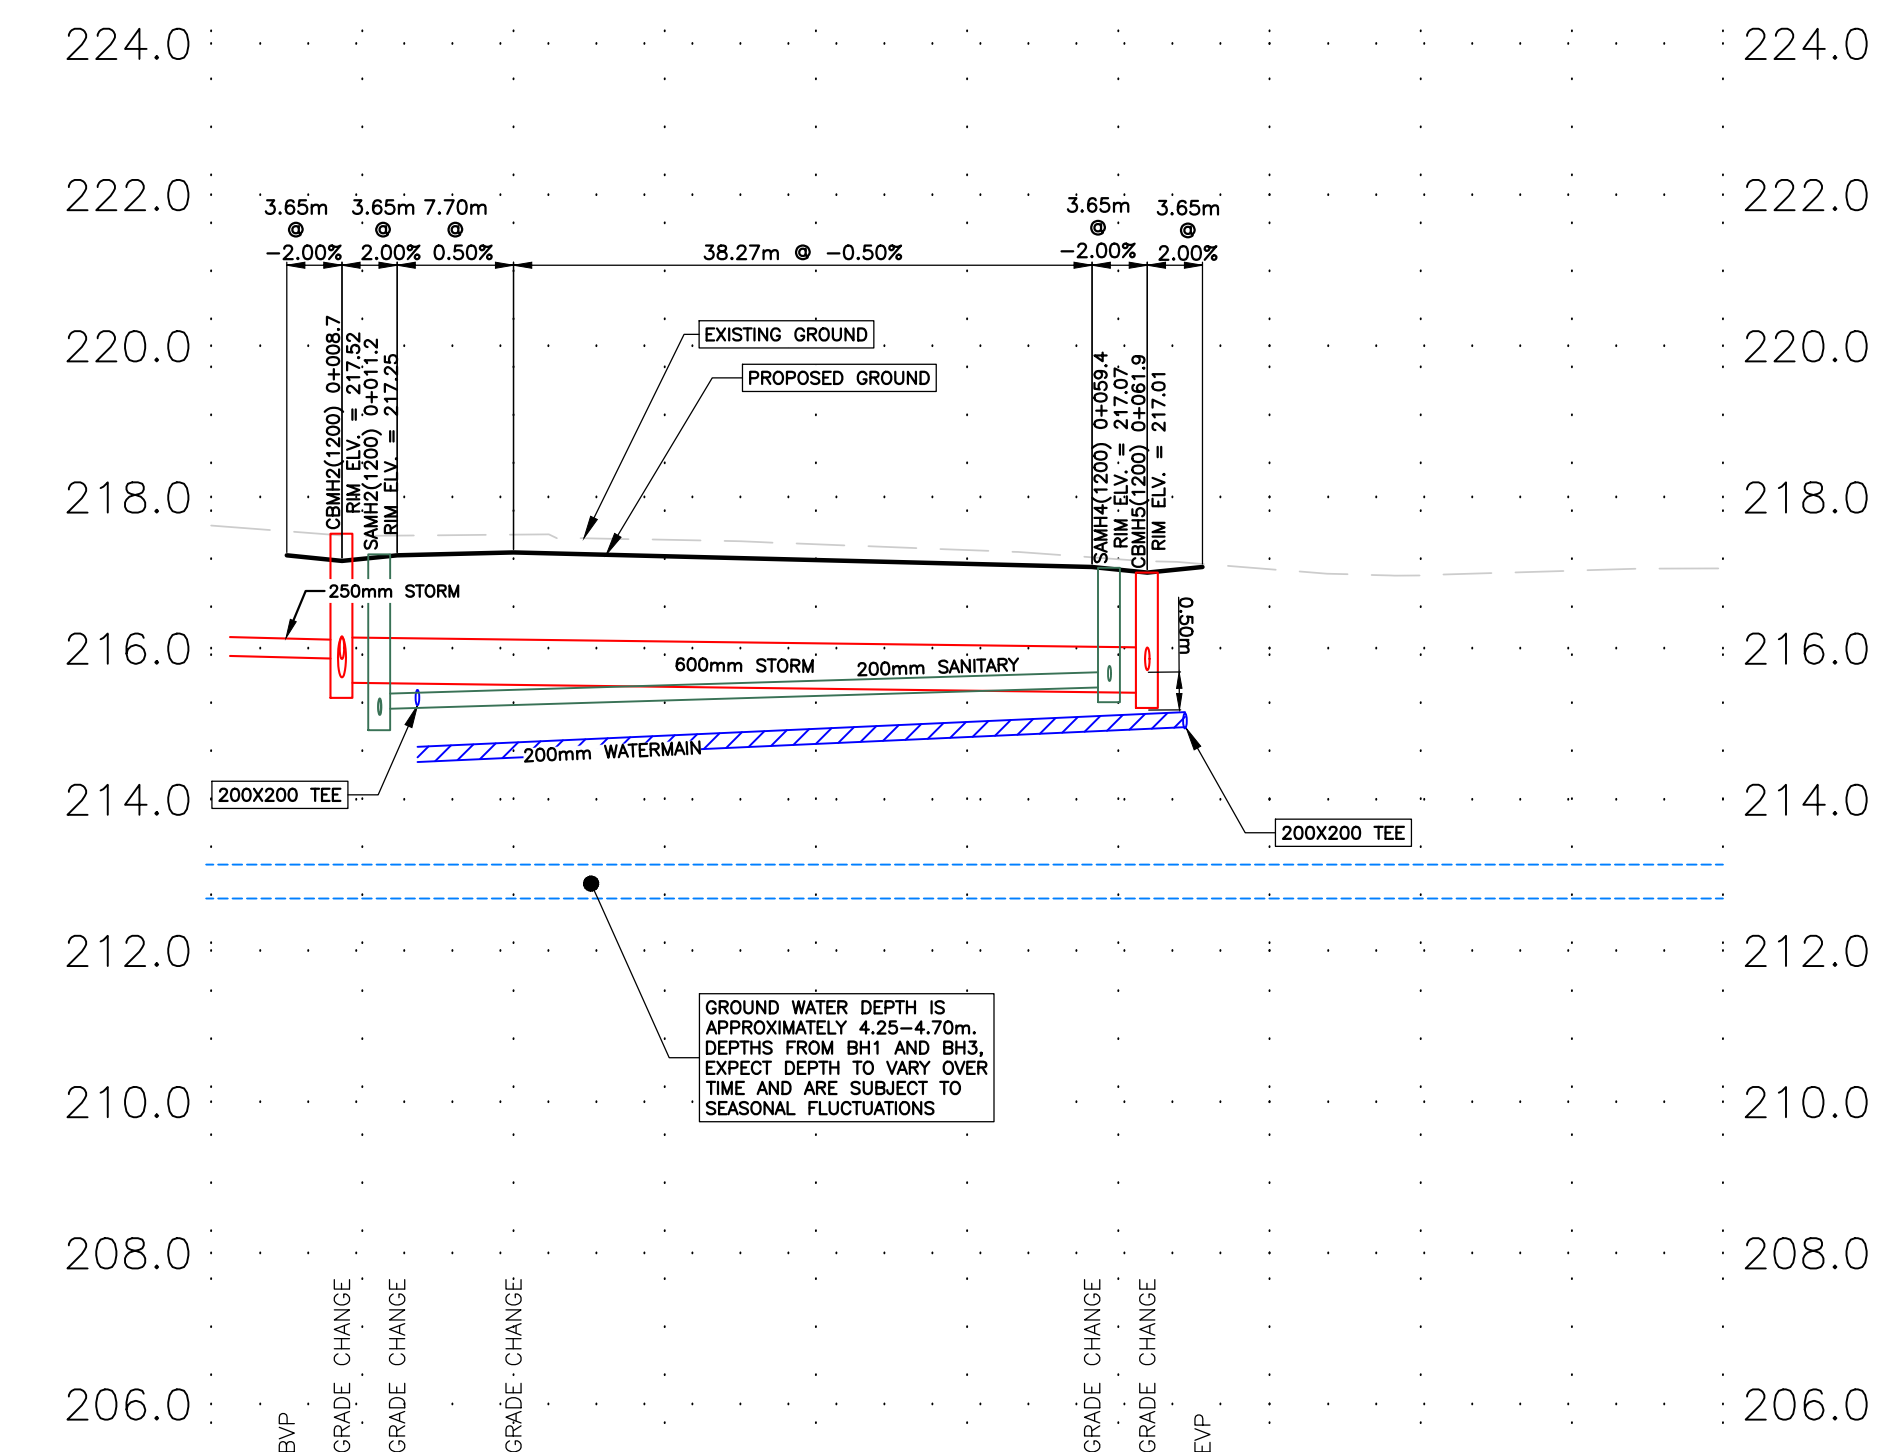 224.0
224.0
222.0
222.0
220.0
220.0
218.0
218.0
216.0
216.0
214.0
214.0
212.0
212.0
210.0
210.0
208.0
208.0
206.0
206.0
3.65m
@
-2.00%
3.65m
@
2.00%
7.70m
@
0.50%
38.27m @ -0.50%
3.65m
@
-2.00%
3.65m
@
2.00%
CBMH2(1200) 0+008.7
RIM ELV. = 217.52
SAMH2(1200) 0+011.2
RIM ELV. = 217.25
EXISTING GROUND
PROPOSED GROUND
SAMH4(1200) 0+059.4
RIM ELV. = 217.07
CBMH5(1200) 0+061.9
RIM ELV. = 217.01
250mm STORM
600mm STORM
200mm SANITARY
0.50m
200mm WATERMAIN
200X200 TEE
200X200 TEE
GROUND WATER DEPTH IS
APPROXIMATELY 4.25-4.70m.
DEPTHS FROM BH1 AND BH3,
EXPECT DEPTH TO VARY OVER
TIME AND ARE SUBJECT TO
SEASONAL FLUCTUATIONS
BVP
GRADE CHANGE
GRADE CHANGE
GRADE CHANGE
GRADE CHANGE
GRADE CHANGE
EVP